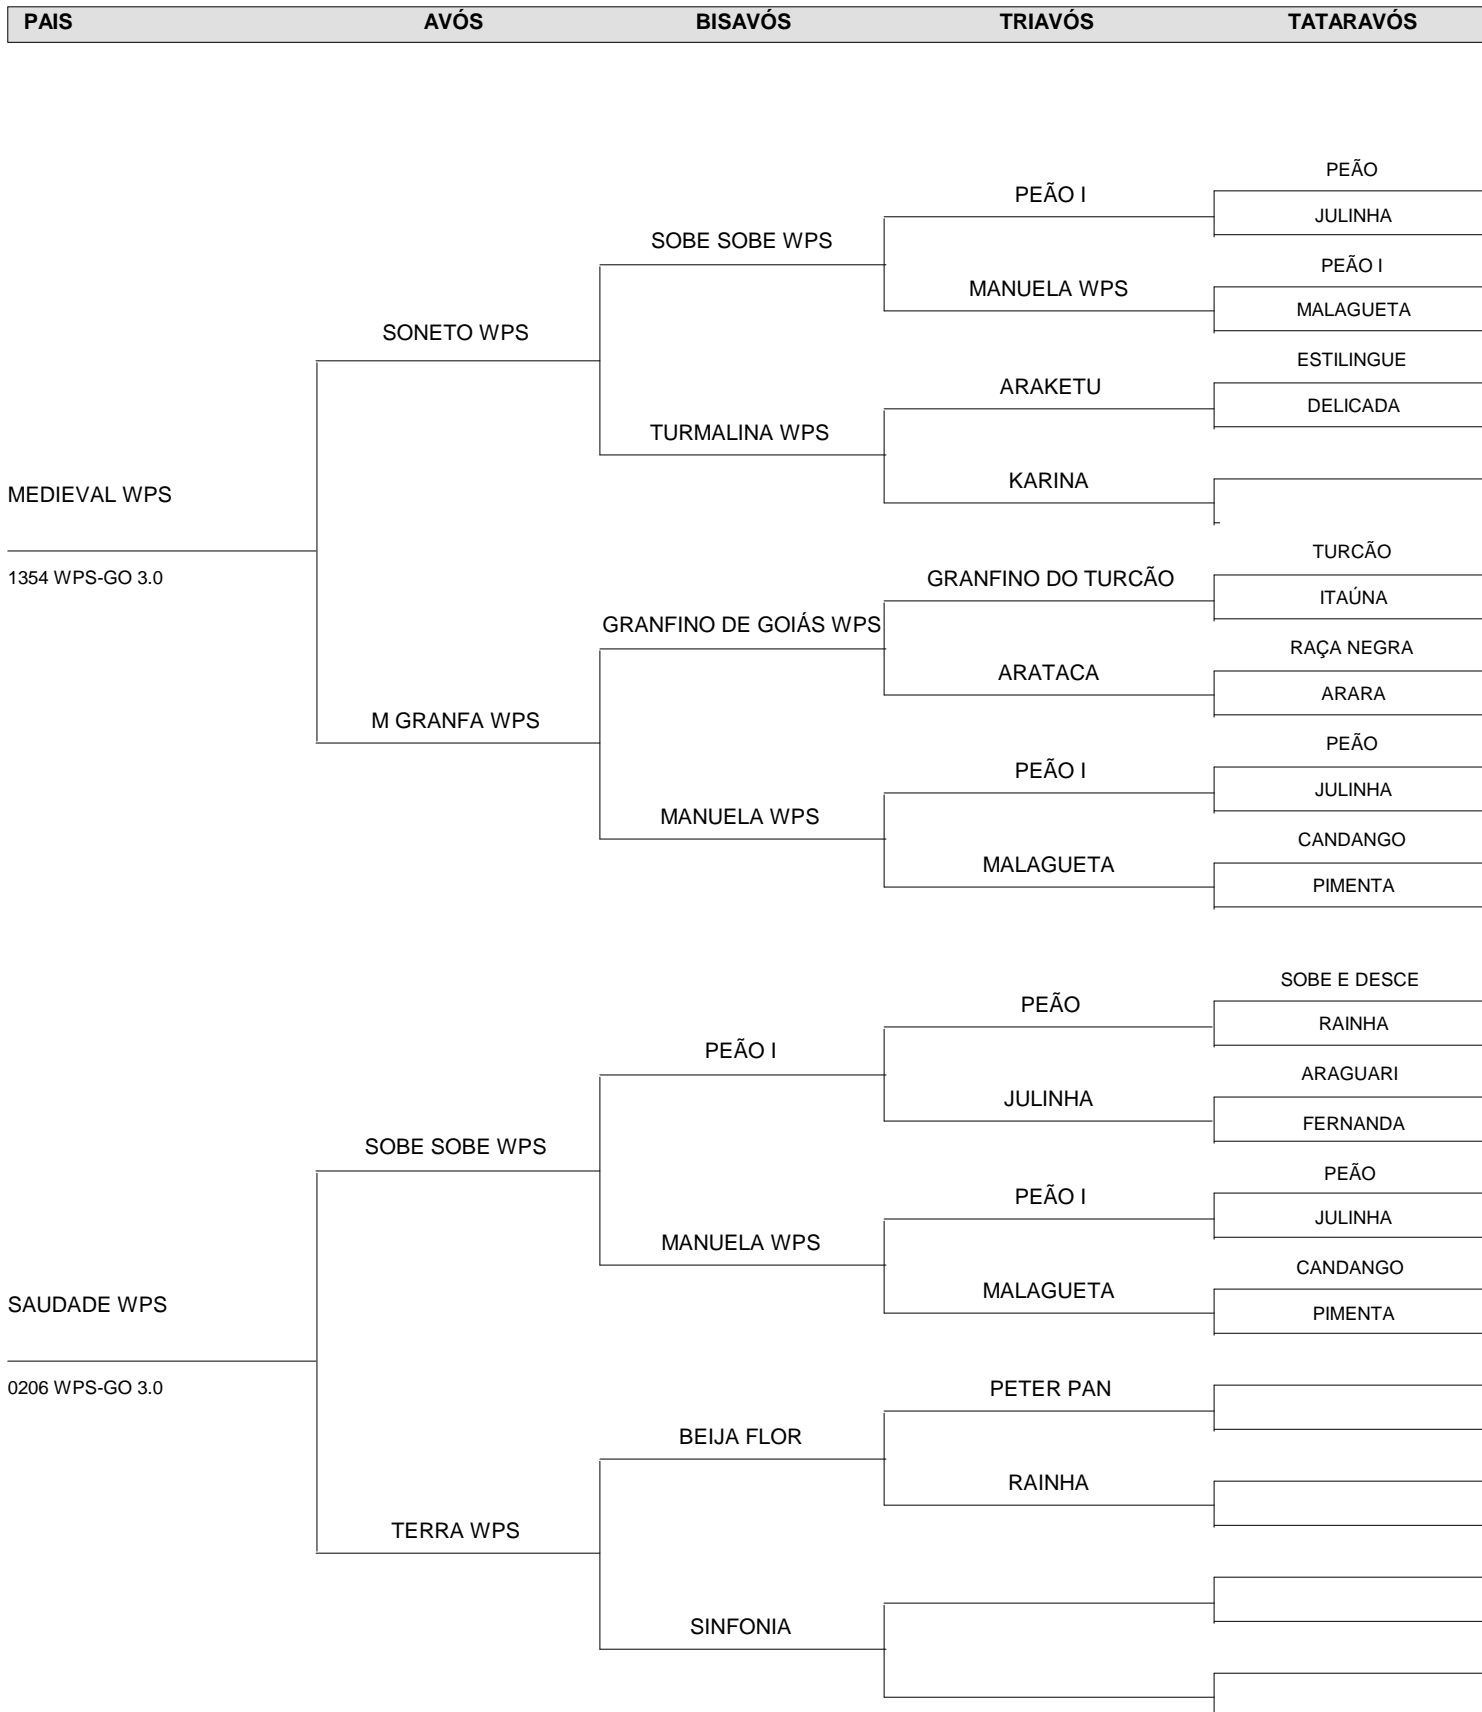 PAIS AVÓS BISAVÓS TRIAVÓS TATARAVÓS
PEÃO
PEÃO I
JULINHA
SOBE SOBE WPS
PEÃO I
MANUELA WPS
MALAGUETA
SONETO WPS
ESTILINGUE
ARAKETU
DELICADA
TURMALINA WPS
KARINA
MEDIEVAL WPS
TURCÃO
1354 WPS-GO 3.0
GRANFINO DO TURCÃO
ITAÚNA
GRANFINO DE GOIÁS WPS
RAÇA NEGRA
ARATACA
ARARA
M GRANFA WPS
PEÃO
PEÃO I
JULINHA
MANUELA WPS
CANDANGO
MALAGUETA
PIMENTA
SOBE E DESCE
PEÃO
RAINHA
PEÃO I
ARAGUARI
JULINHA
FERNANDA
SOBE SOBE WPS
PEÃO
PEÃO I
JULINHA
MANUELA WPS
CANDANGO
MALAGUETA
SAUDADE WPS
PIMENTA
0206 WPS-GO 3.0
PETER PAN
BEIJA FLOR
RAINHA
TERRA WPS
SINFONIA